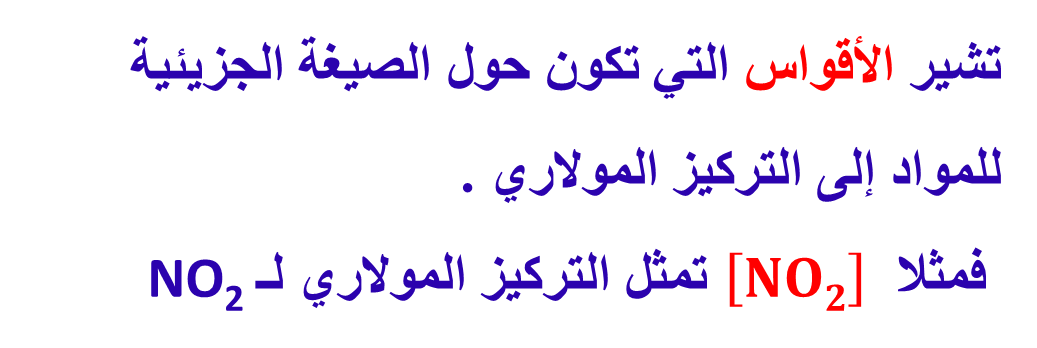 تشير الأقواس التي تكون حول الصيغة الجزيئية
للمواد إلى التركيز المولاري .
فمثلا [NO₂] تمثل التركيز المولاري لـ NO₂